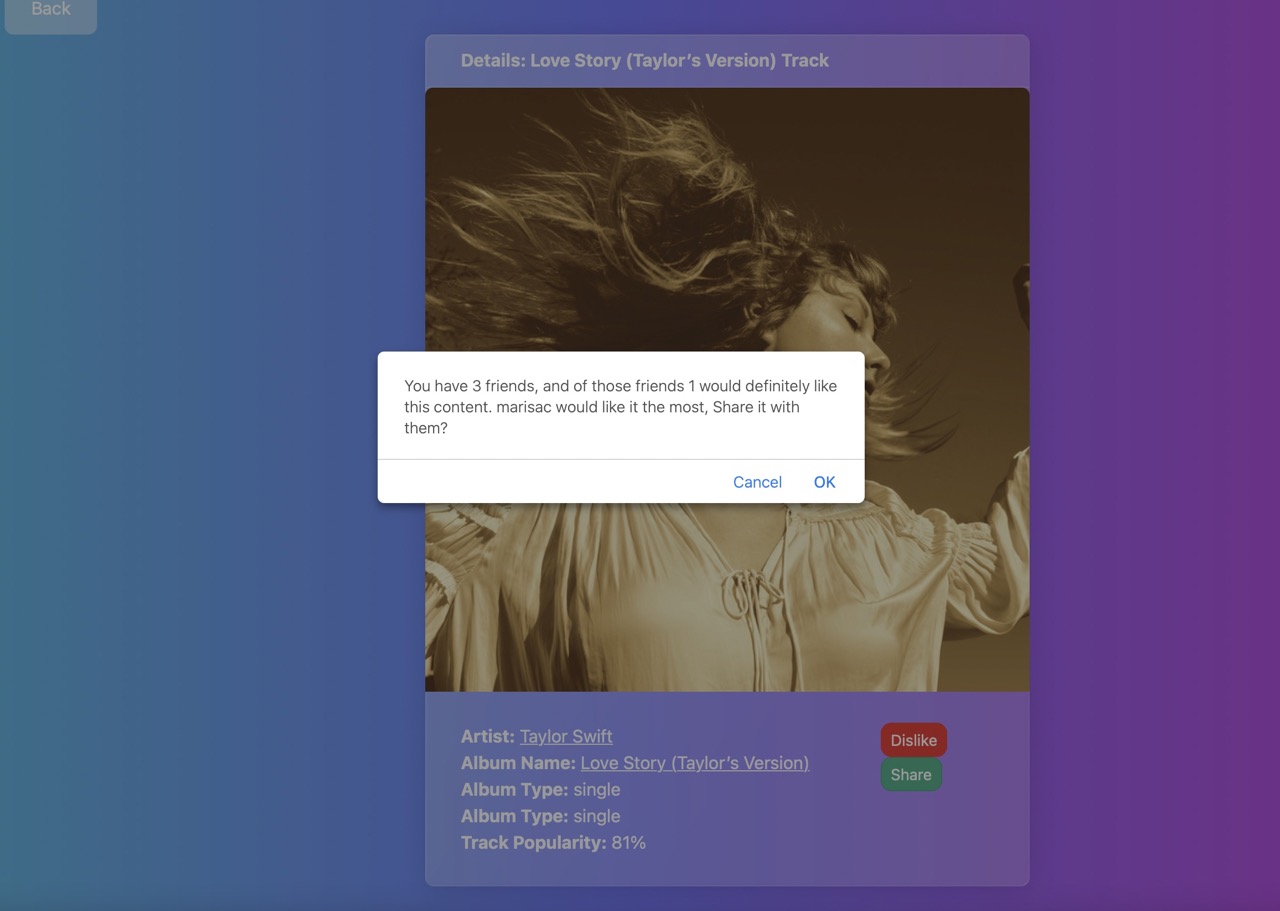 Back
Details: Love Story (Taylor’s Version) Track
You have 3 friends, and of those friends 1 would definitely like
this content. marisac would like it the most, Share it with
them?
Cancel OK
Artist: Taylor Swift
Album Name: Love Story (Taylor’s Version)
Album Type: single
Album Type: single
Track Popularity: 81%
Dislike
Share